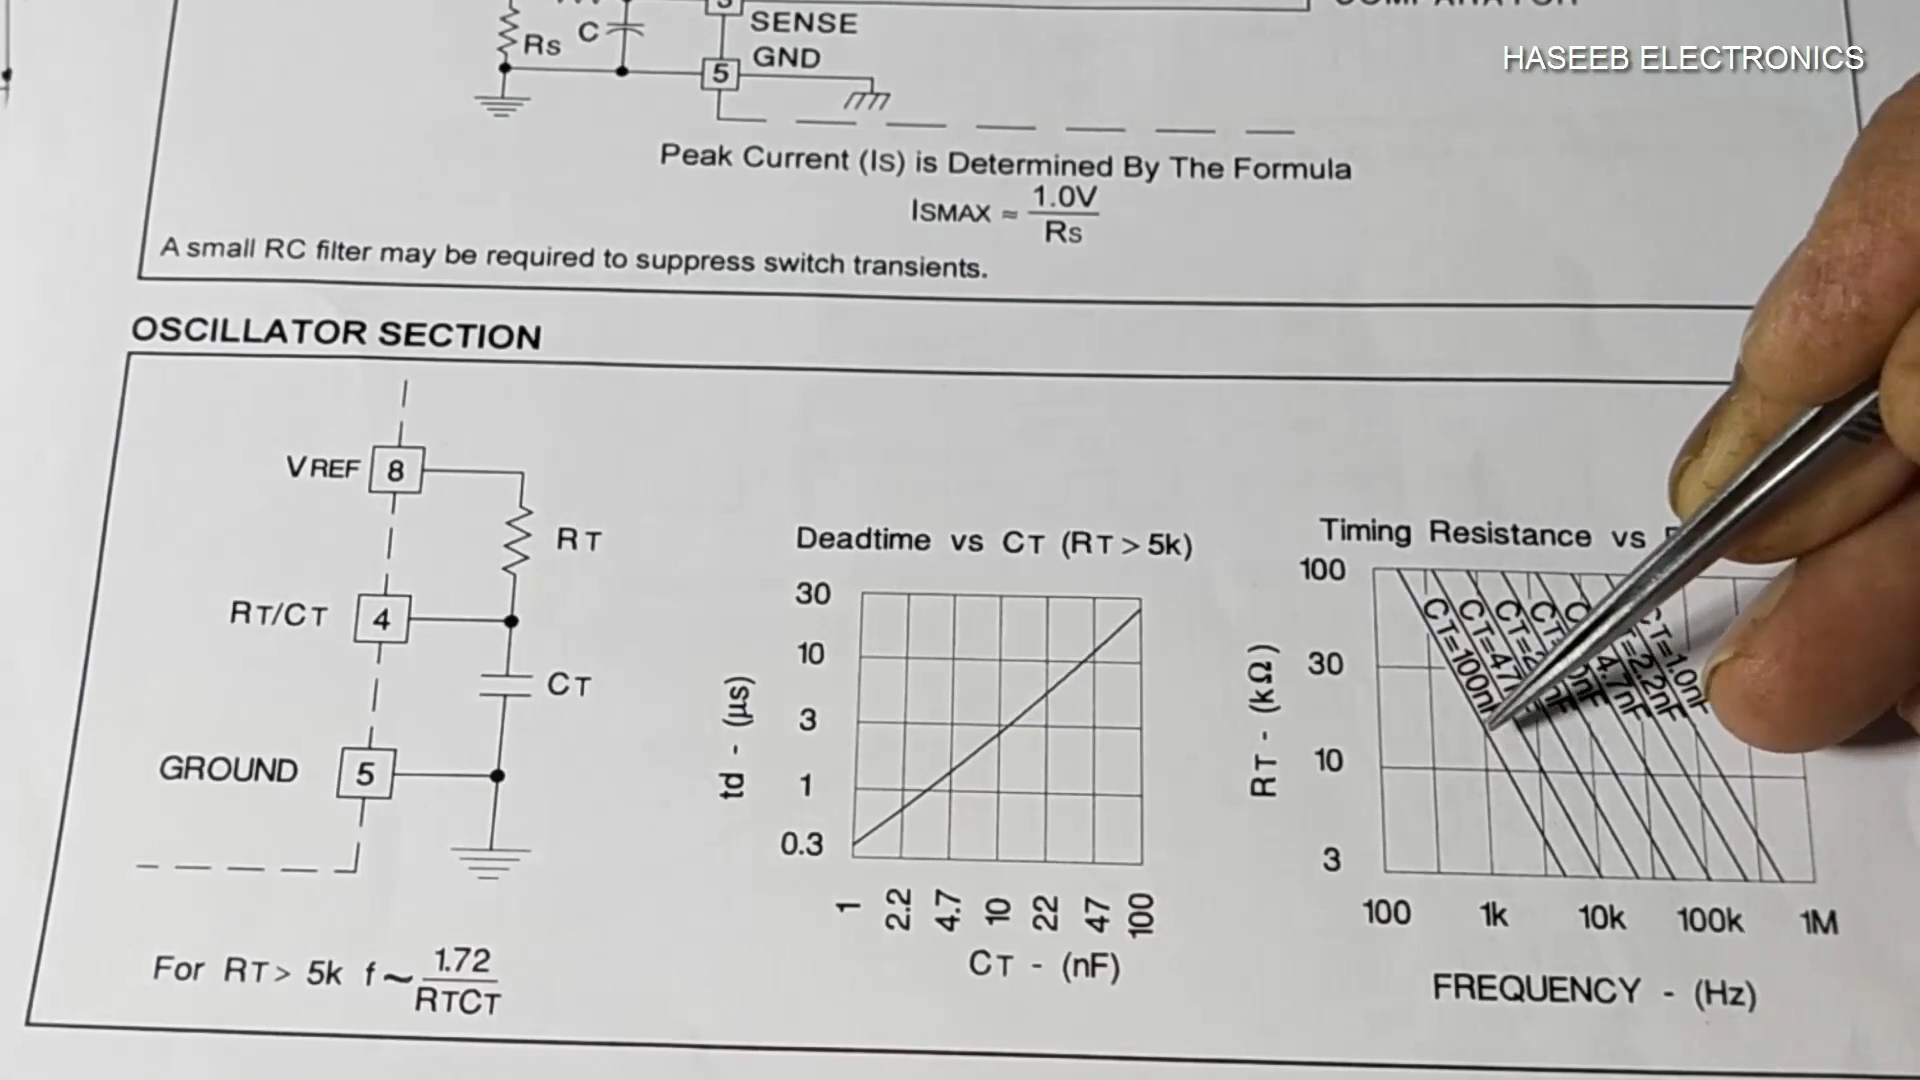 HASEEB ELECTRONICS
3
SENSE
Rs
C
GND
5
Peak Current (Is) is Determined By The Formula
ISMAX ≈ 1.0V
Rs
A small RC filter may be required to suppress switch transients.
OSCILLATOR SECTION
VREF 8
RT
RT/CT 4
CT
GROUND 5
For RT > 5k f ~ 1.72
RTCT
Deadtime vs CT (RT > 5k)
30
10
3
1
0.3
td - (µs)
1 2.2 4.7 10 22 47 100
CT - (nF)
Timing Resistance vs
100
30
10
3
RT - (kΩ)
CT=100nF
4.7nF
2.2nF
CT=1.0nF
100 1k 10k 100k 1M
FREQUENCY - (Hz)